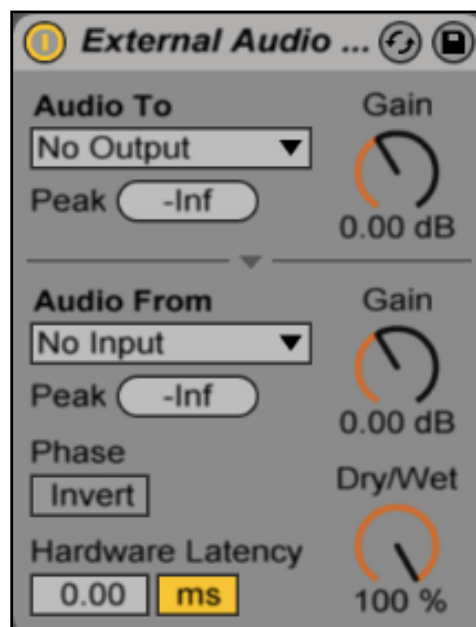 External Audio ...
Audio To
Gain
No Output
Peak -Inf
0.00 dB
Audio From
Gain
No Input
Peak -Inf
0.00 dB
Phase
Invert
Dry/Wet
Hardware Latency
0.00 ms
100 %